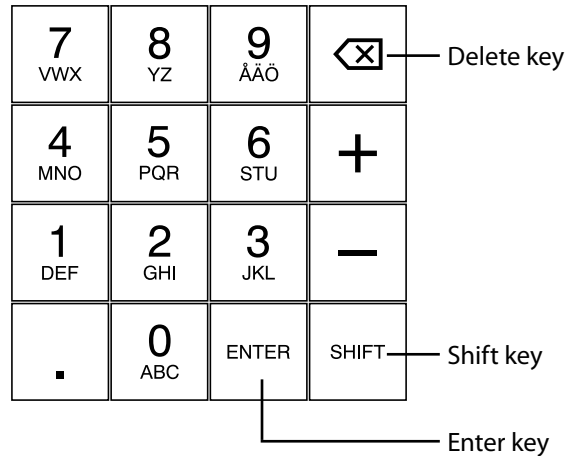 7 8 9
VWX YZ ÅÄÖ
Delete key
4 5 6 +
MNO PQR STU
1 2 3 –
DEF GHI JKL
. 0 ENTER SHIFT
ABC
Shift key
Enter key